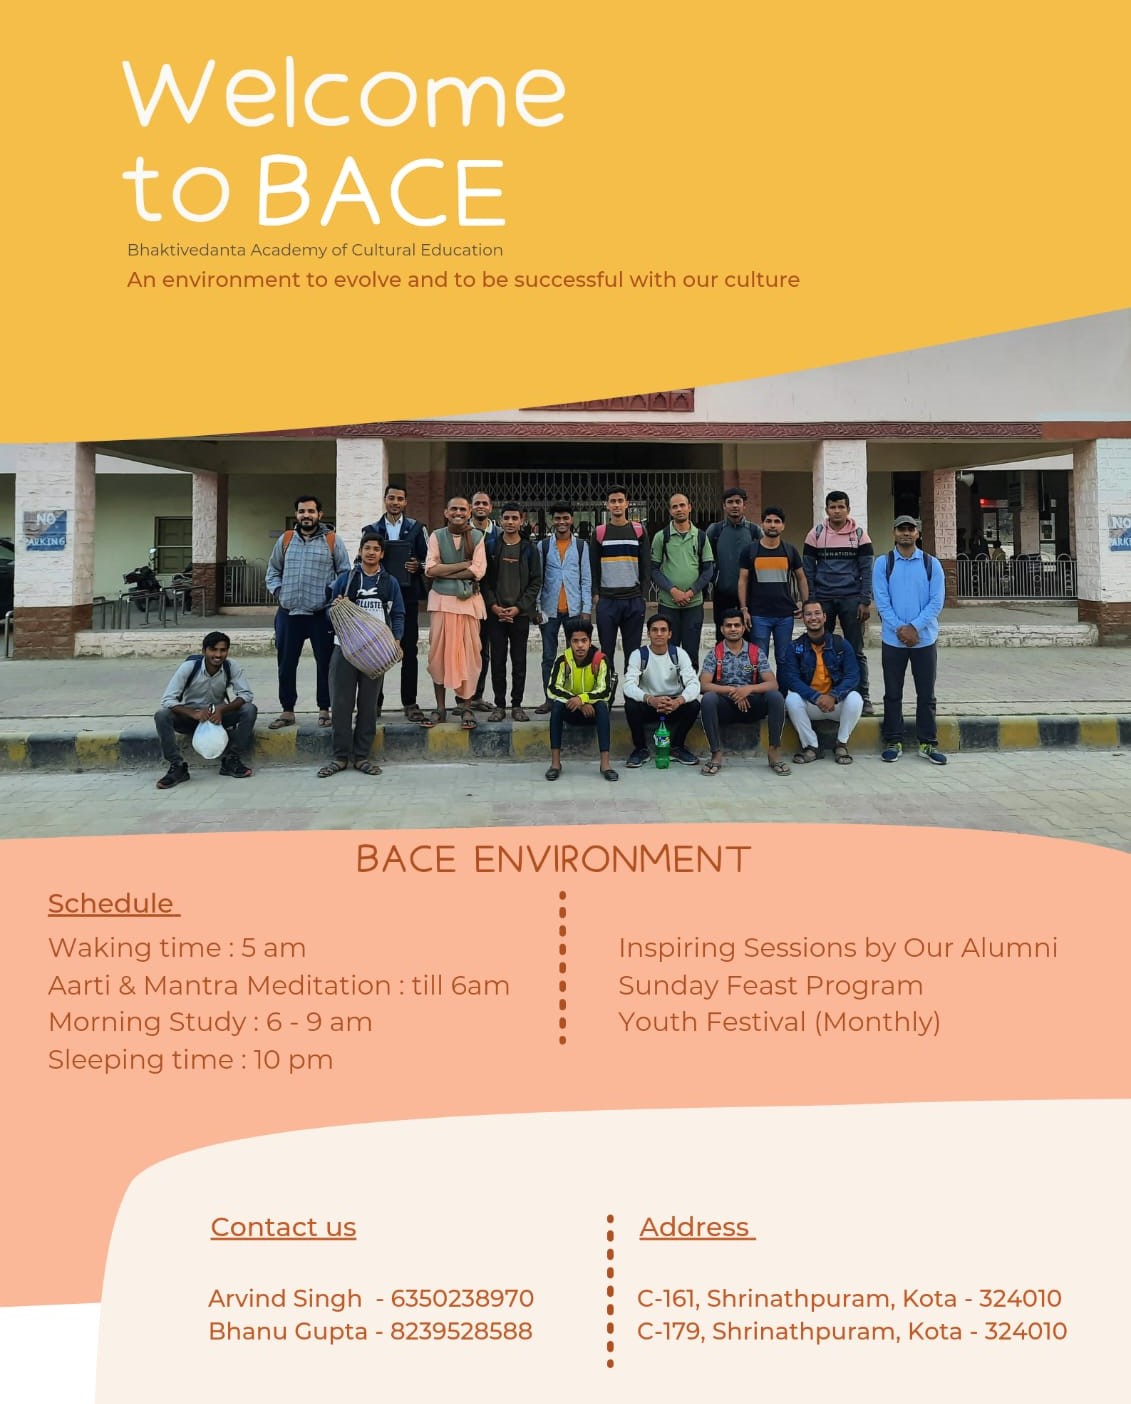 Welcome
to BACE
Bhaktivedanta Academy of Cultural Education
An environment to evolve and to be successful with our culture
NO
PARKING
NO
PARKI
HOLLISTER
BACE ENVIRONMENT
Schedule
Waking time : 5 am
Aarti & Mantra Meditation : till 6am
Morning Study : 6 - 9 am
Sleeping time : 10 pm
Inspiring Sessions by Our Alumni
Sunday Feast Program
Youth Festival (Monthly)
Contact us
Arvind Singh - 6350238970
Bhanu Gupta - 8239528588
Address
C-161, Shrinathpuram, Kota - 324010
C-179, Shrinathpuram, Kota - 324010